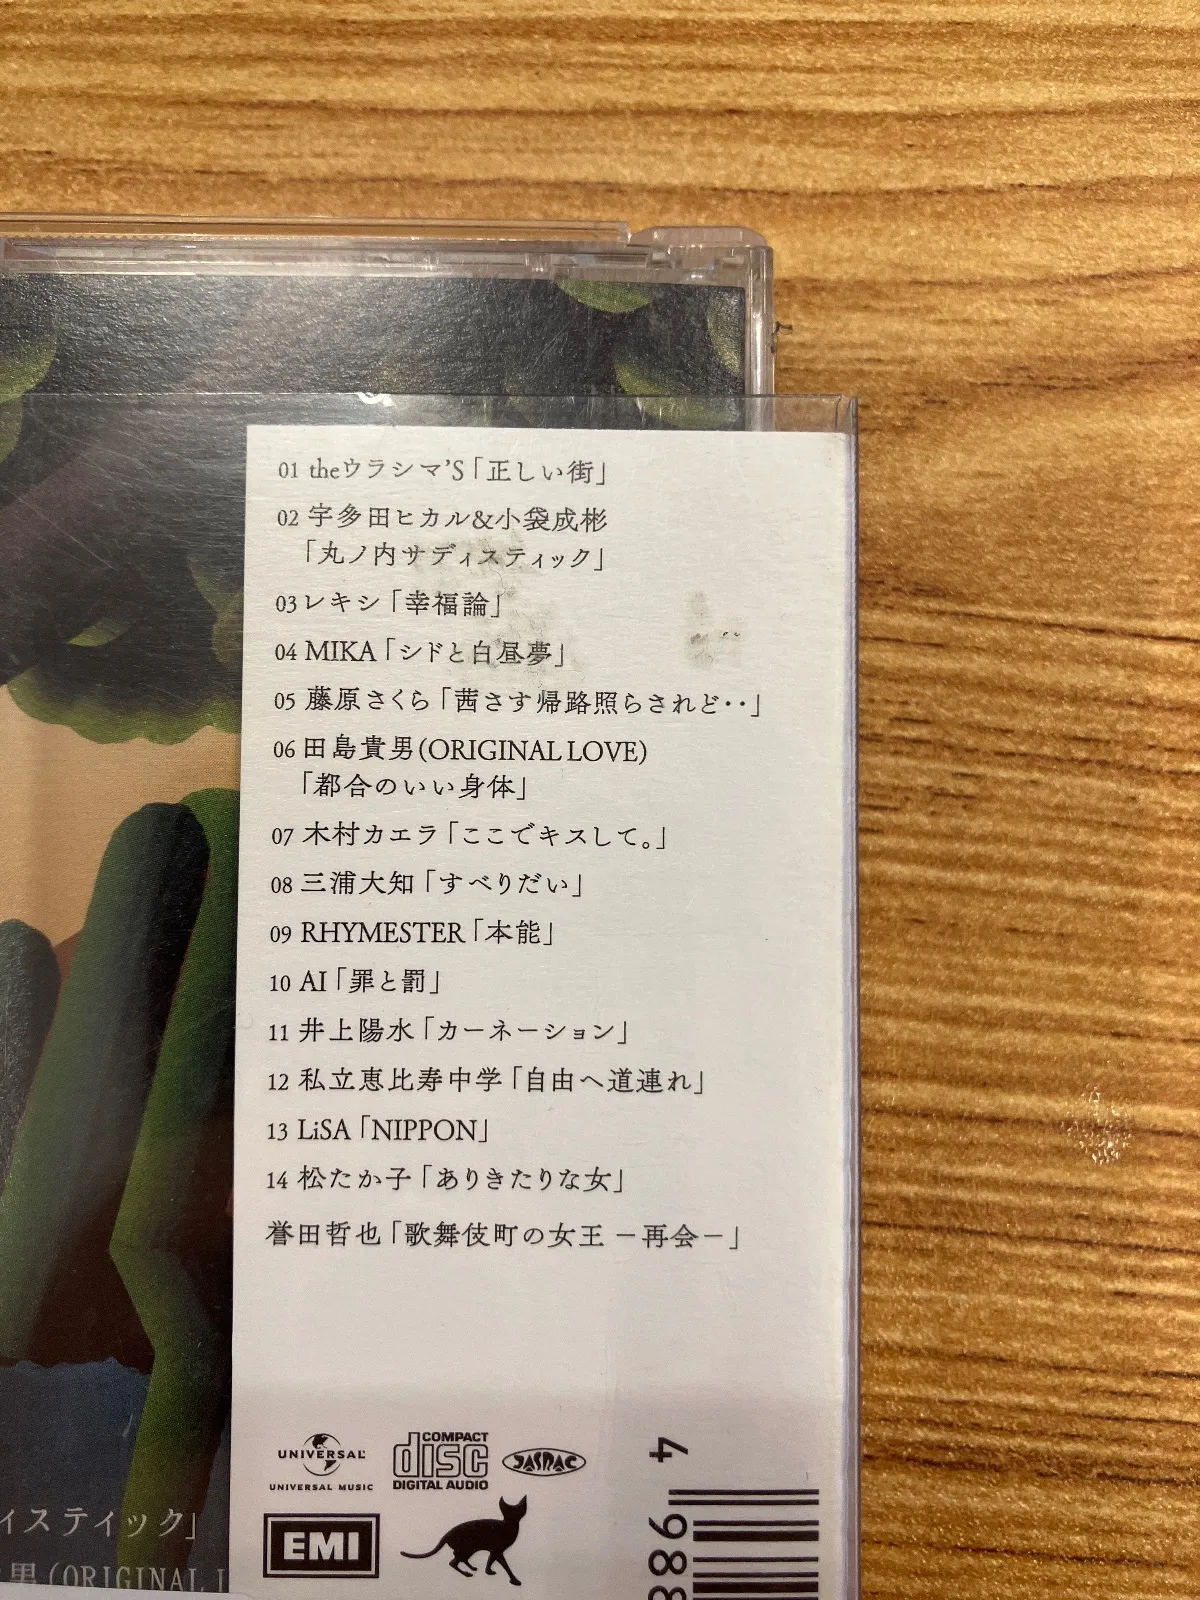 01 theウラシマ'S「正しい街」
02 宇多田ヒカル&小袋成彬
「丸ノ内サディスティック」
03 レキシ「幸福論」
04 MIKA「シドと白昼夢」
05 藤原さくら「茜さす帰路照らされど‥」
06 田島貴男(ORIGINAL LOVE)
「都合のいい身体」
07 木村カエラ「ここでキスして。」
08 三浦大知「すべりだい」
09 RHYMESTER「本能」
10 AI「罪と罰」
11 井上陽水「カーネーション」
12 私立恵比寿中学「自由へ道連れ」
13 LiSA「NIPPON」
14 松たか子「ありきたりな女」
誉田哲也「歌舞伎町の女王 －再会－」
UNIVERSAL
UNIVERSAL MUSIC
COMPACT
disc
DIGITAL AUDIO
JASRAC
EMI
4 988
ィスティック」
男(ORIGINAL L